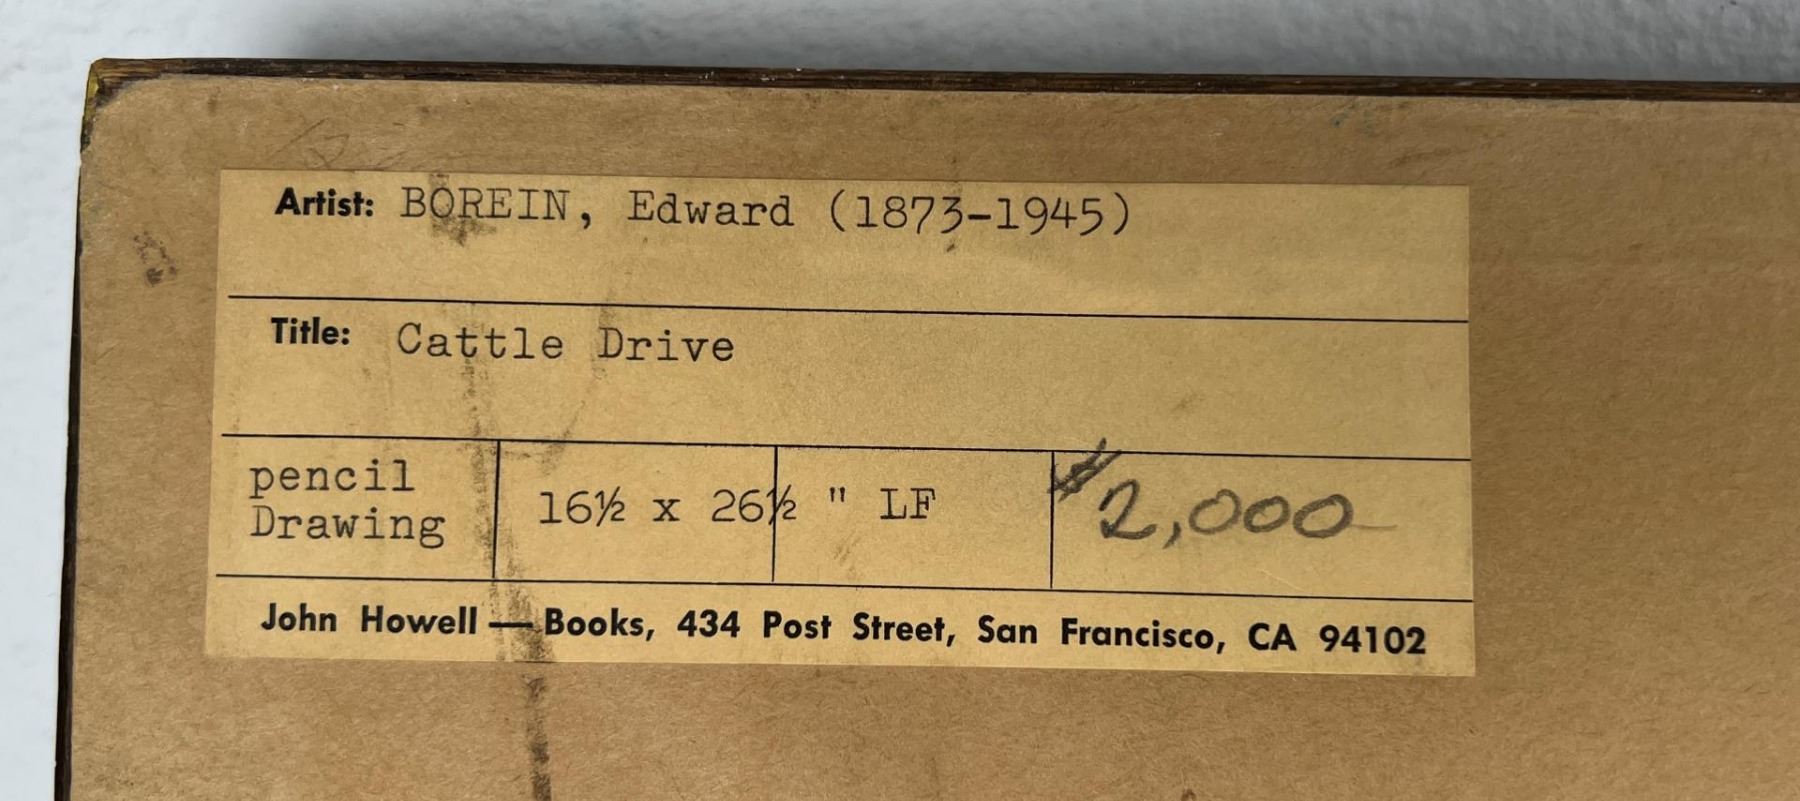 Artist: BOREIN, Edward (1873-1945)
Title: Cattle Drive
pencil
Drawing
16½ x 26½ " LF
$2,000
John Howell — Books, 434 Post Street, San Francisco, CA 94102